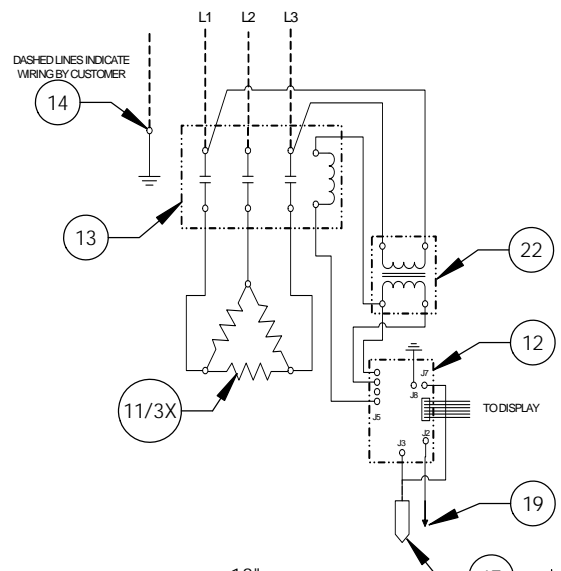 L1 L2 L3
DASHED LINES INDICATE
WIRING BY CUSTOMER
14
13
22
12
J7
J8
TO DISPLAY
J5
J2
J3
11/3X
19